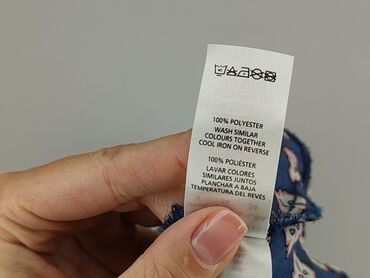 100% POLYESTER
WASH SIMILAR
COLOURS TOGETHER
COOL IRON ON REVERSE
100% POLIÉSTER
LAVAR COLORES
SIMILARES JUNTOS
PLANCHAR A BAJA
TEMPERATURA DEL REVÉS